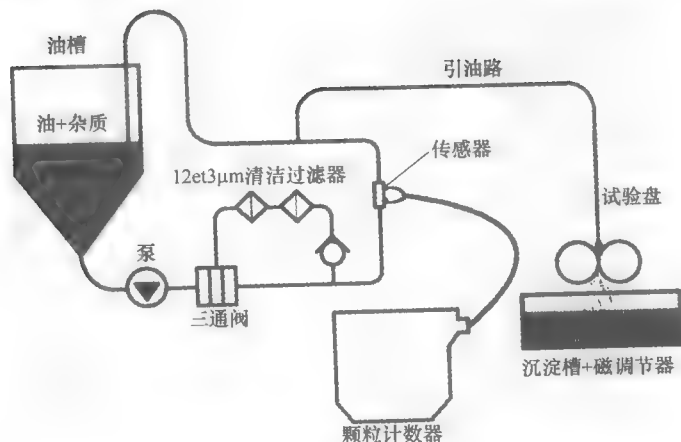 油槽
引油路
油+杂质
传感器
12et3μm清洁过滤器
试验盘
泵
三通阀
沉淀槽+磁调节器
颗粒计数器